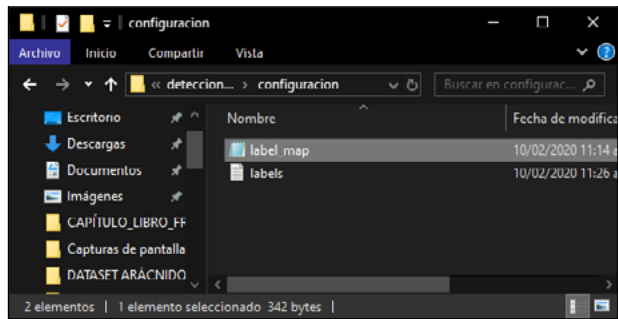 configuracion
Archivo Inicio Compartir Vista
« deteccion... › configuracion Buscar en configurac...
Escritorio
Descargas
Documentos
Imágenes
CAPÍTULO_LIBRO_FR
Capturas de pantalla
DATASET ARÁCNIDO
Nombre Fecha de modifica
label_map 10/02/2020 11:14 a
labels 10/02/2020 11:26 a
2 elementos | 1 elemento seleccionado 342 bytes |